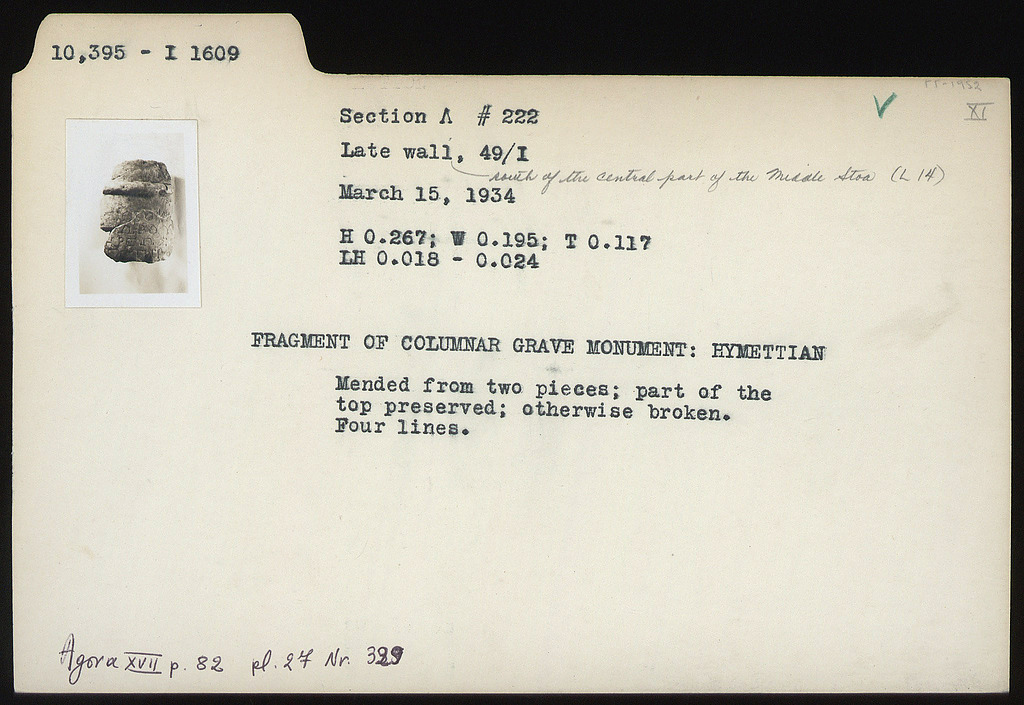 10,395 - I 1609
XI
Section Λ # 222
Late wall, 49/I
south of the central part of the Middle Stoa (L 14)
March 15, 1934
H 0.267; W 0.195; T 0.117
LH 0.018 - 0.024
FRAGMENT OF COLUMNAR GRAVE MONUMENT: HYMETTIAN
Mended from two pieces; part of the
top preserved; otherwise broken.
Four lines.
Agora XVII p. 82 pl. 27 Nr.